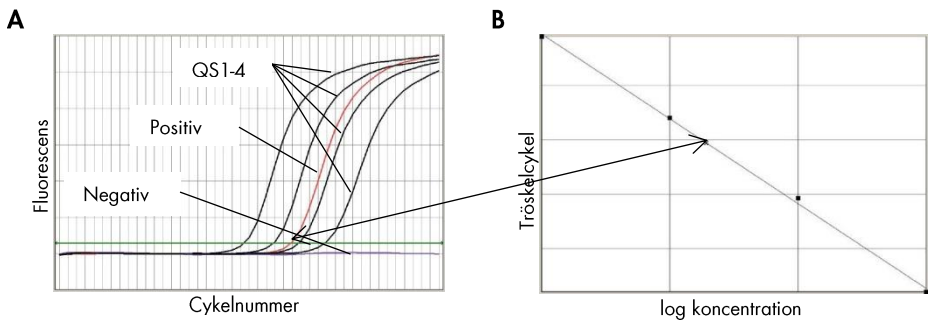 A
QS1-4
Positiv
Negativ
Fluorescens
Cykelnummer
B
Tröskelcykel
log koncentration